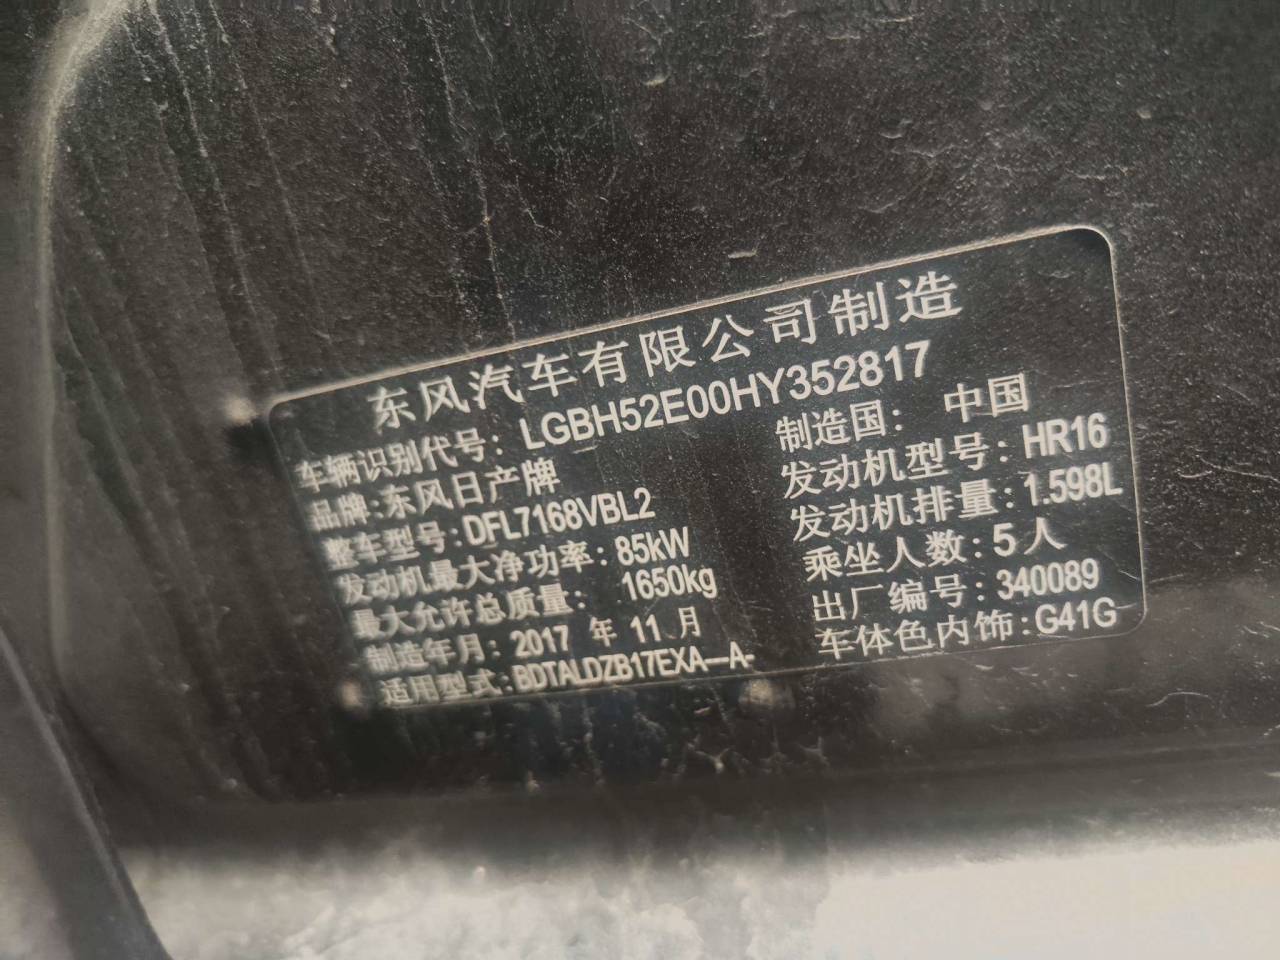 东风汽车有限公司制造
车辆识别代号: LGBH52E00HY352817
品牌: 东风日产牌 制造国: 中国
整车型号: DFL7168VBL2 发动机型号: HR16
发动机最大净功率: 85kW 发动机排量: 1.598L
最大允许总质量: 1650kg 乘坐人数: 5人
制造年月: 2017 年 11 月 出厂编号: 340089
适用型式: BDTALDZB17EXA—A- 车体色内饰: G41G